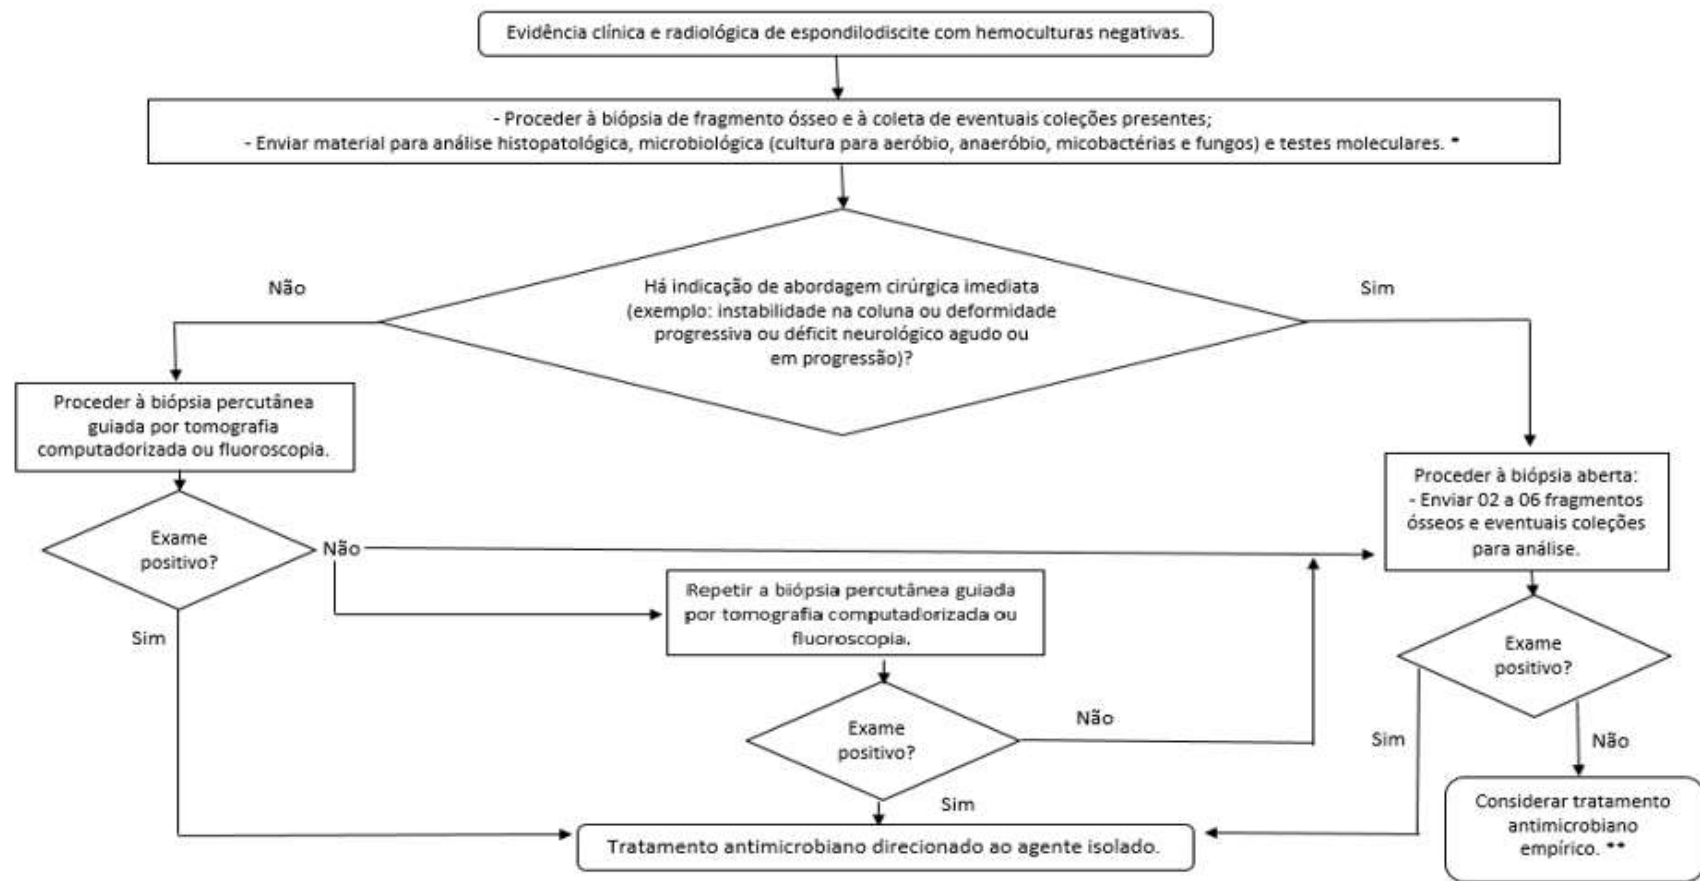 Evidência clínica e radiológica de espondilodiscite com hemoculturas negativas.
- Proceder à biópsia de fragmento ósseo e à coleta de eventuais coleções presentes;
- Enviar material para análise histopatológica, microbiológica (cultura para aeróbio, anaeróbio, micobactérias e fungos) e testes moleculares. *
Há indicação de abordagem cirúrgica imediata
(exemplo: instabilidade na coluna ou deformidade
progressiva ou déficit neurológico agudo ou
em progressão)?
Não
Sim
Proceder à biópsia percutânea
guiada por tomografia
computadorizada ou fluoroscopia.
Proceder à biópsia aberta:
- Enviar 02 a 06 fragmentos
ósseos e eventuais coleções
para análise.
Exame
positivo?
Não
Sim
Repetir a biópsia percutânea guiada
por tomografia computadorizada ou
fluoroscopia.
Exame
positivo?
Não
Sim
Exame
positivo?
Sim
Não
Tratamento antimicrobiano direcionado ao agente isolado.
Considerar tratamento
antimicrobiano
empírico. **